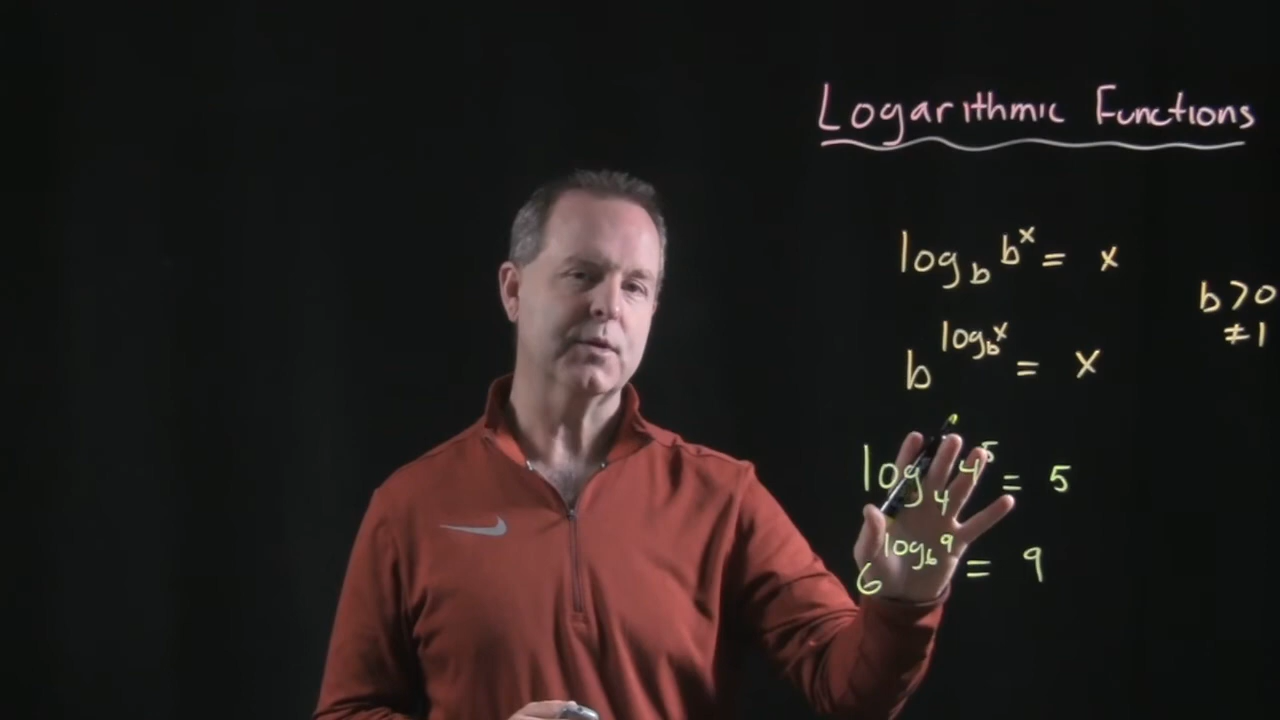 Logarithmic Functions
log_b b^x = x
b > 0
≠ 1
b^(log_b x) = x
log_4 4^5 = 5
6^(log_6 9) = 9